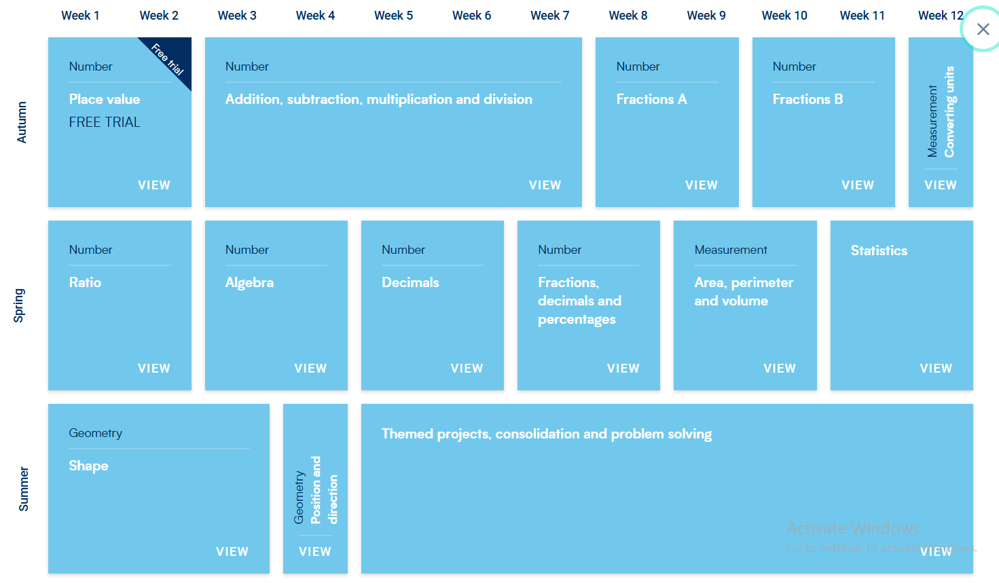 Week 1 Week 2 Week 3 Week 4 Week 5 Week 6 Week 7 Week 8 Week 9 Week 10 Week 11 Week 12
Autumn
Number
Place value
FREE TRIAL
Free trial
VIEW
Number
Addition, subtraction, multiplication and division
VIEW
Number
Fractions A
VIEW
Number
Fractions B
VIEW
Measurement
Converting units
VIEW
Spring
Number
Ratio
VIEW
Number
Algebra
VIEW
Number
Decimals
VIEW
Number
Fractions,
decimals and
percentages
VIEW
Measurement
Area, perimeter
and volume
VIEW
Statistics
VIEW
Summer
Geometry
Shape
VIEW
Geometry
Position and
direction
VIEW
Themed projects, consolidation and problem solving
VIEW
Activate Windows
Go to Settings to activate Windows.